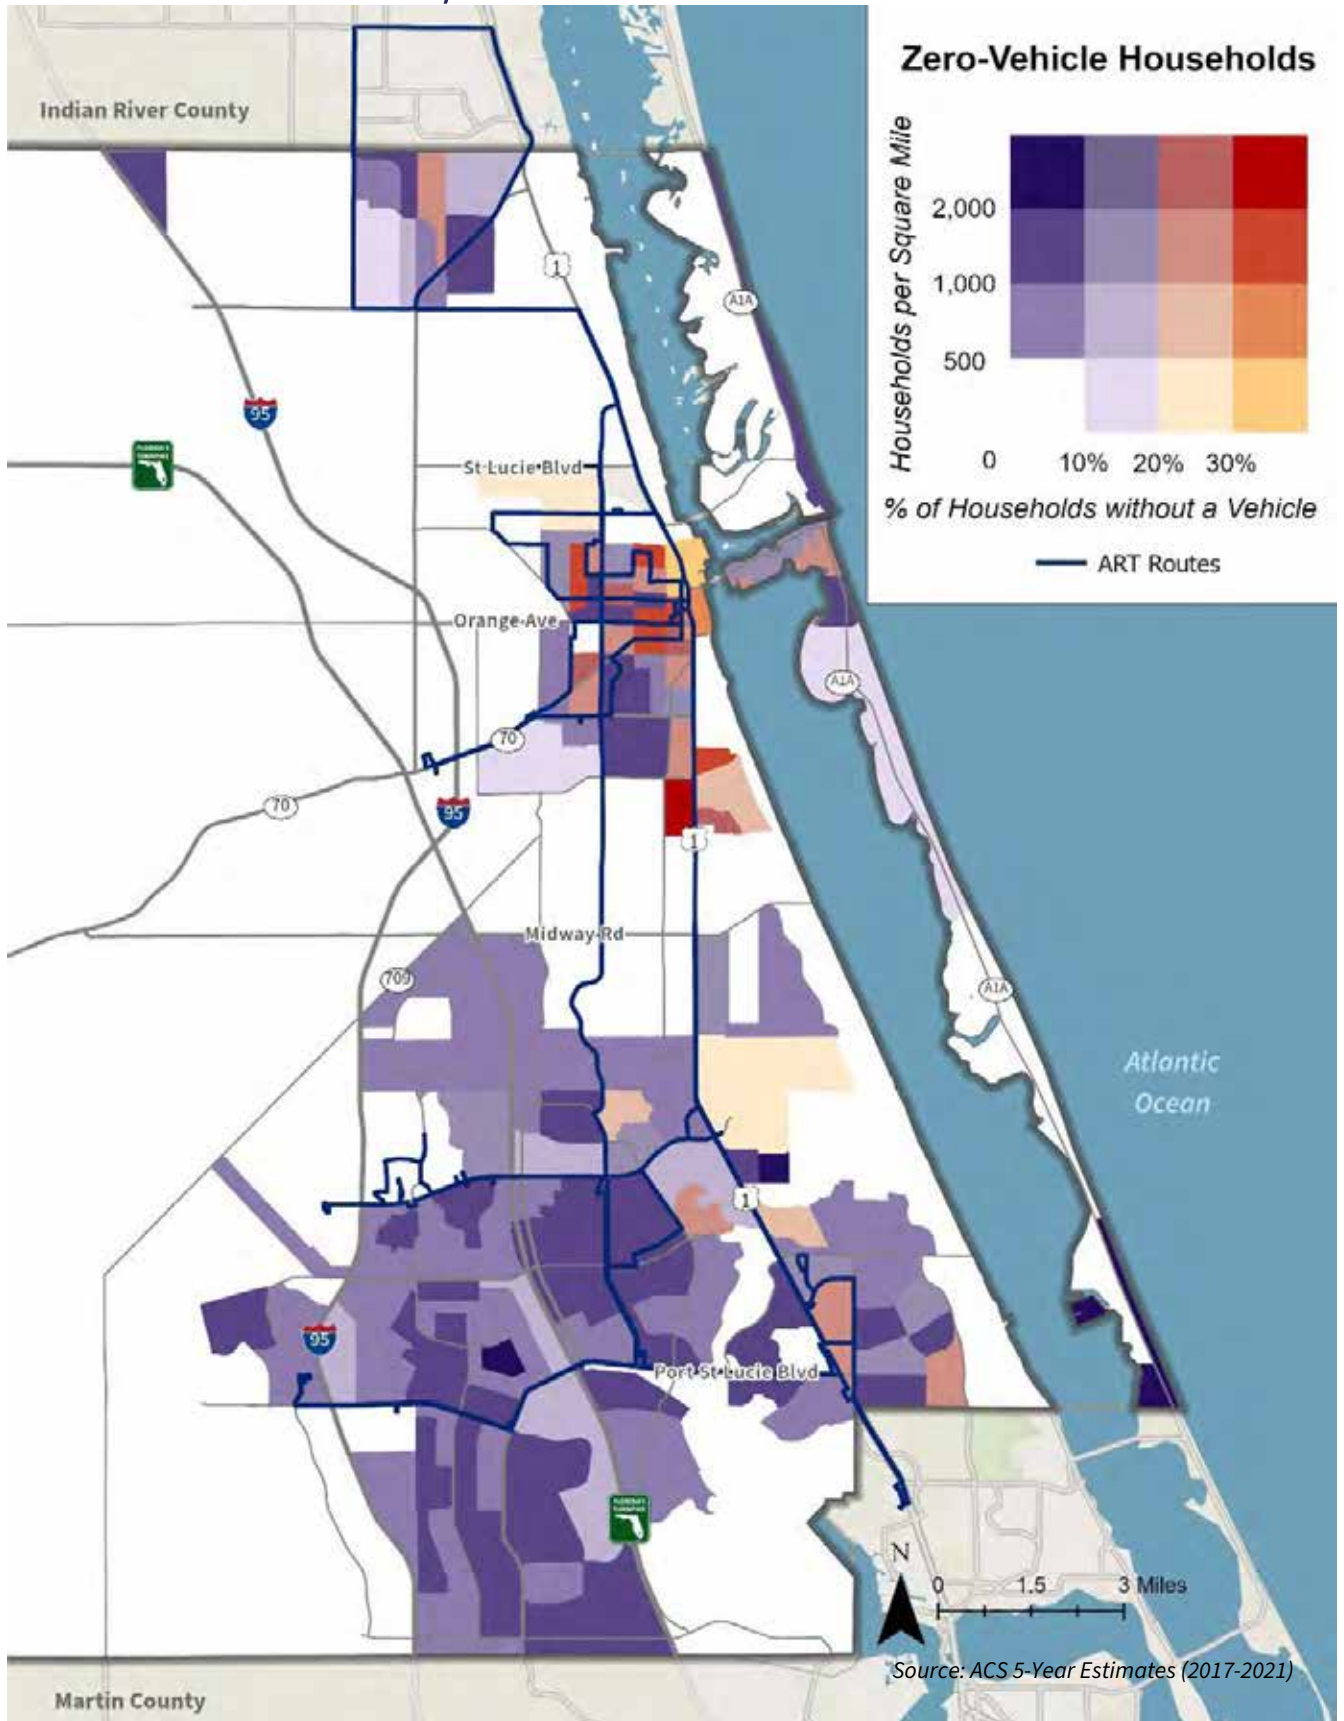 Zero-Vehicle Households
Households per Square Mile
2,000
1,000
500
0
10%
20%
30%
% of Households without a Vehicle
ART Routes
Indian River County
1
A1A
95
St Lucie Blvd
Orange Ave
A1A
70
70
95
1
Midway Rd
709
A1A
Atlantic
Ocean
1
95
Port St Lucie Blvd
N
0 1.5 3 Miles
Source: ACS 5-Year Estimates (2017-2021)
Martin County